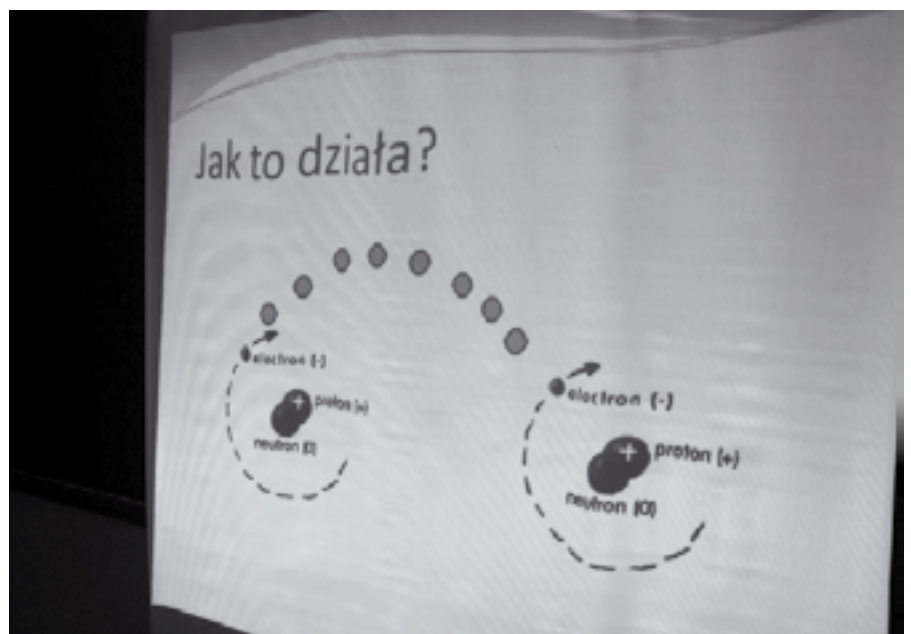 Jak to działa?
electron (-)
proton (+)
neutron (0)
electron (-)
proton (+)
neutron (0)